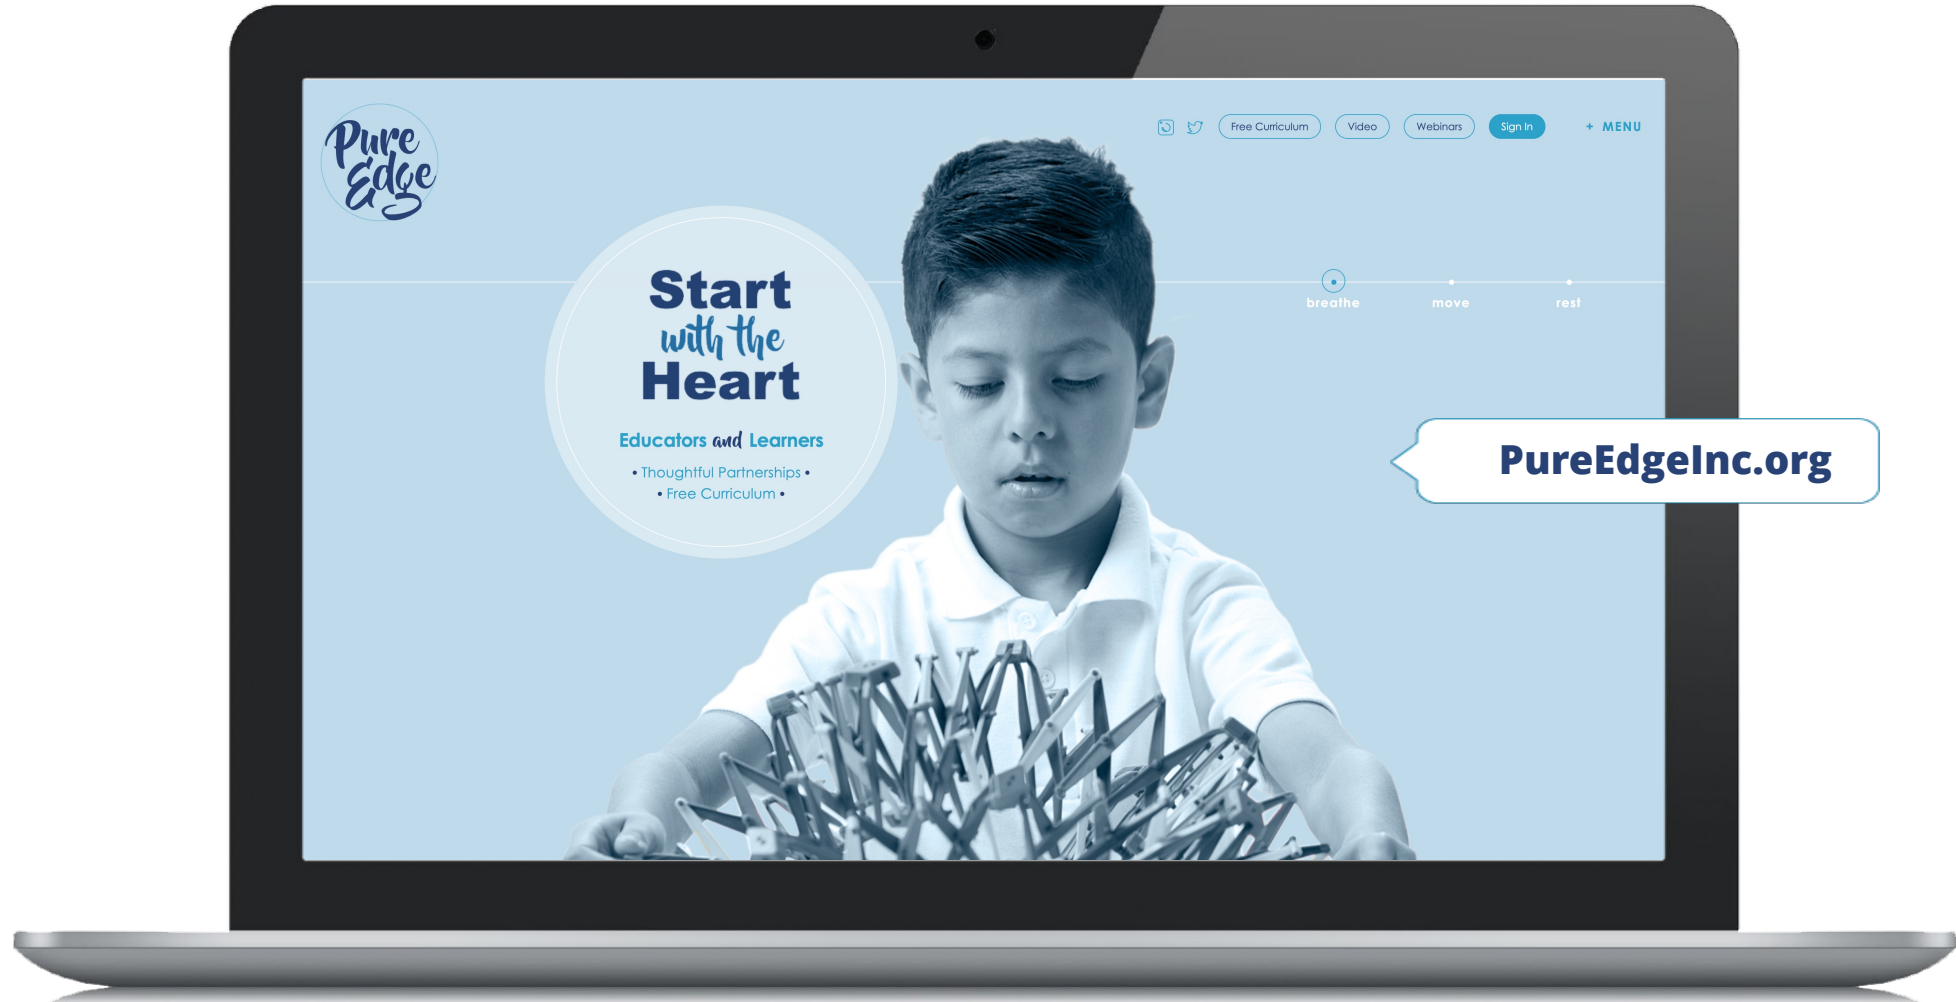 Pure
Edge
Free Curriculum
Video
Webinars
Sign In
+ MENU
Start
with the
Heart
Educators and Learners
• Thoughtful Partnerships •
• Free Curriculum •
breathe
move
rest
PureEdgeInc.org